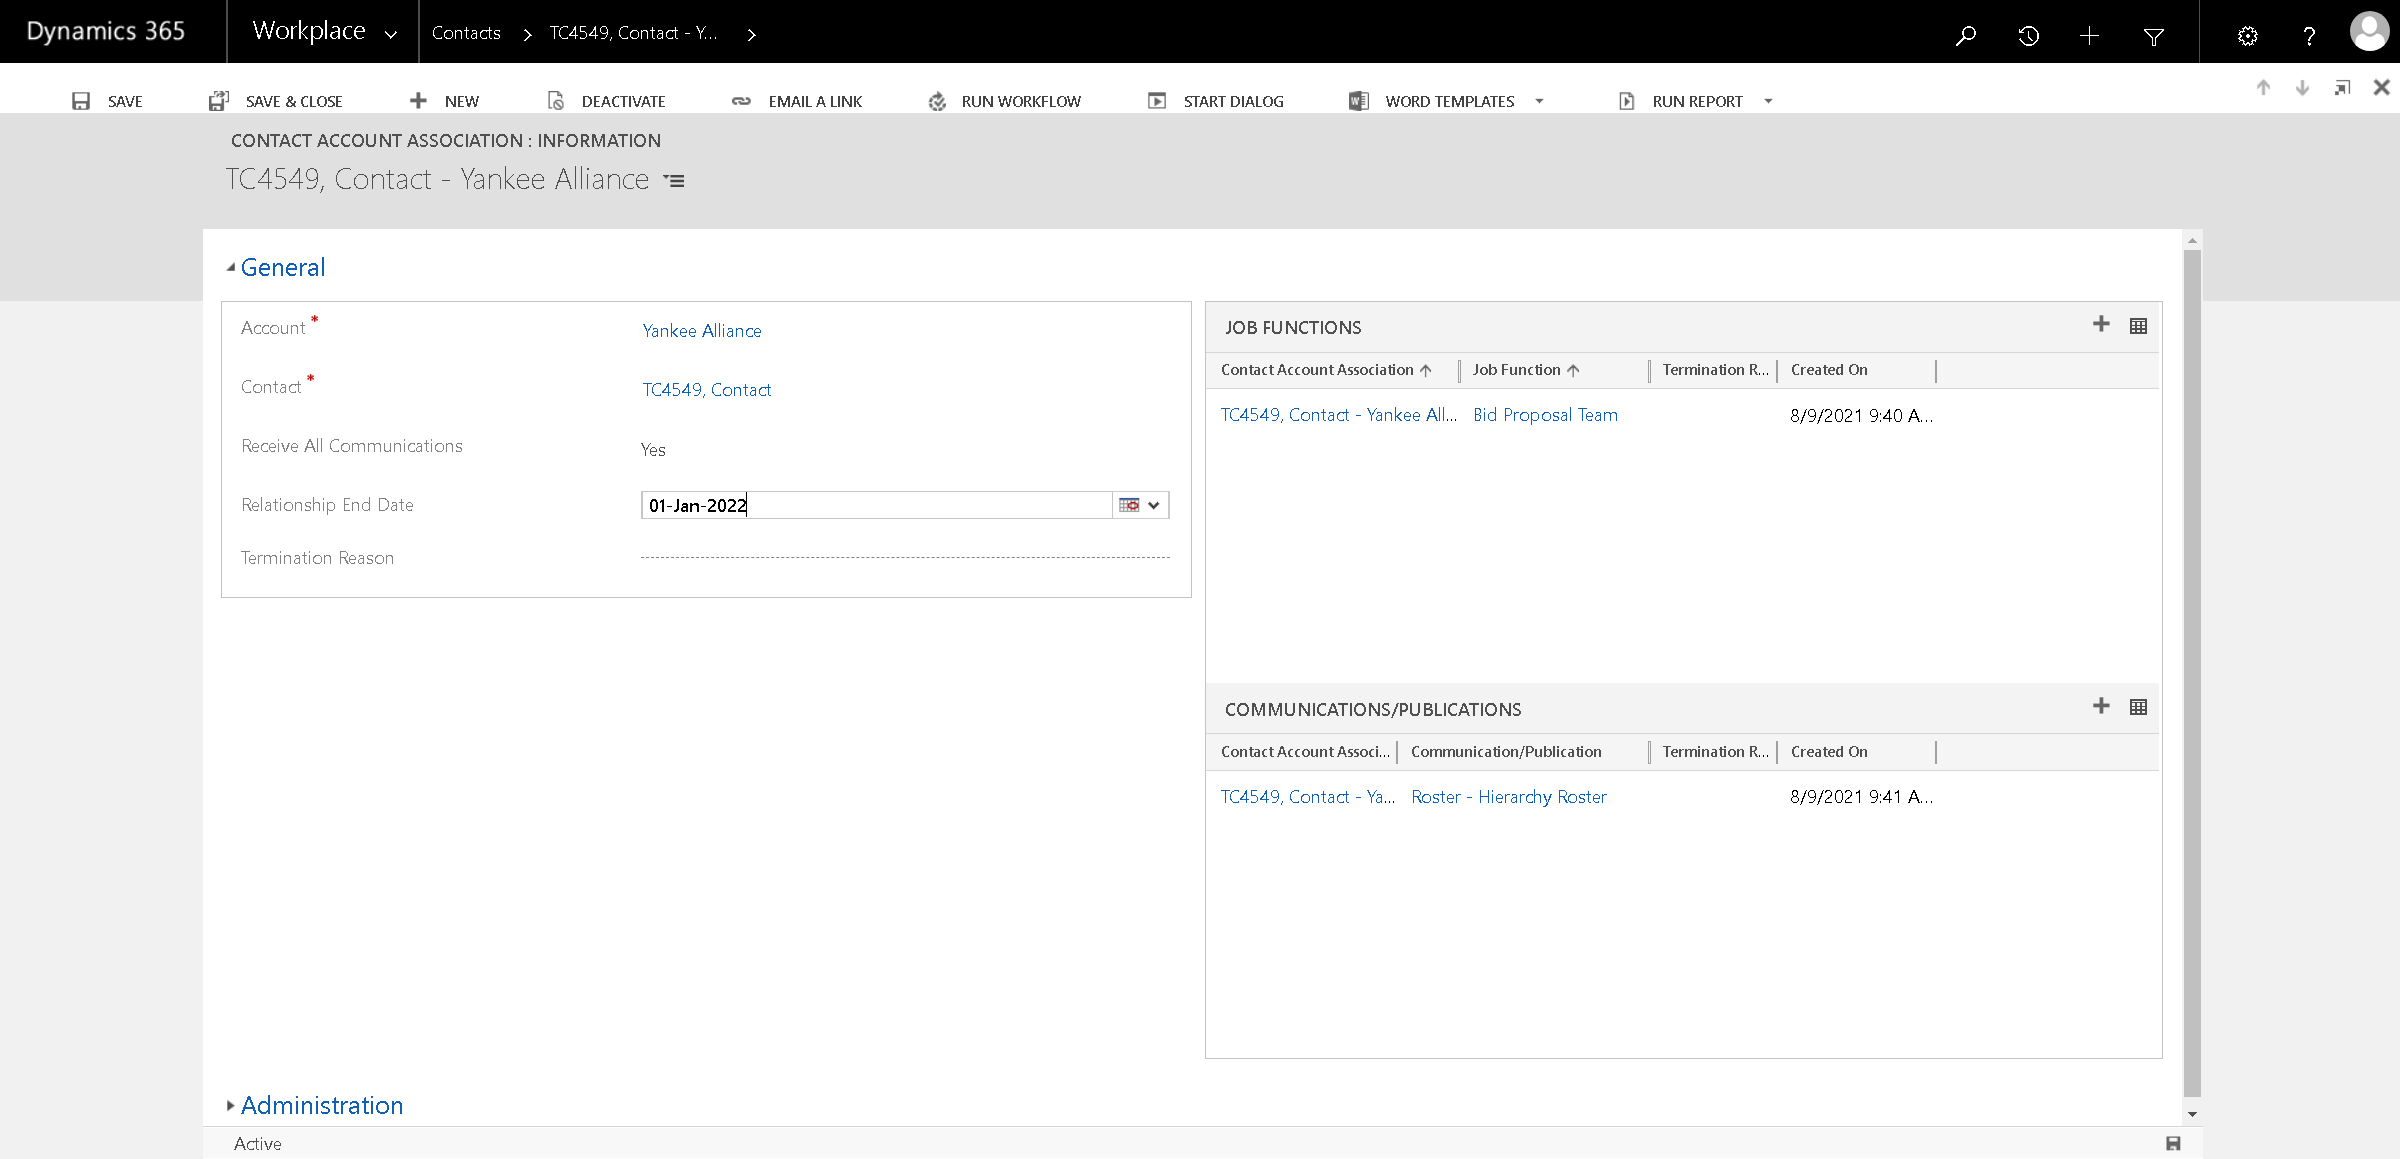 Dynamics 365
Workplace
Contacts
TC4549, Contact - Y...
?
SAVE
SAVE & CLOSE
NEW
DEACTIVATE
EMAIL A LINK
RUN WORKFLOW
START DIALOG
WORD TEMPLATES
RUN REPORT
CONTACT ACCOUNT ASSOCIATION : INFORMATION
TC4549, Contact - Yankee Alliance
General
Account *
Yankee Alliance
Contact *
TC4549, Contact
Receive All Communications
Yes
Relationship End Date
01-Jan-2022
Termination Reason
JOB FUNCTIONS
Contact Account Association
Job Function
Termination R...
Created On
TC4549, Contact - Yankee All...
Bid Proposal Team
8/9/2021 9:40 A...
COMMUNICATIONS/PUBLICATIONS
Contact Account Associ...
Communication/Publication
Termination R...
Created On
TC4549, Contact - Ya...
Roster - Hierarchy Roster
8/9/2021 9:41 A...
Administration
Active